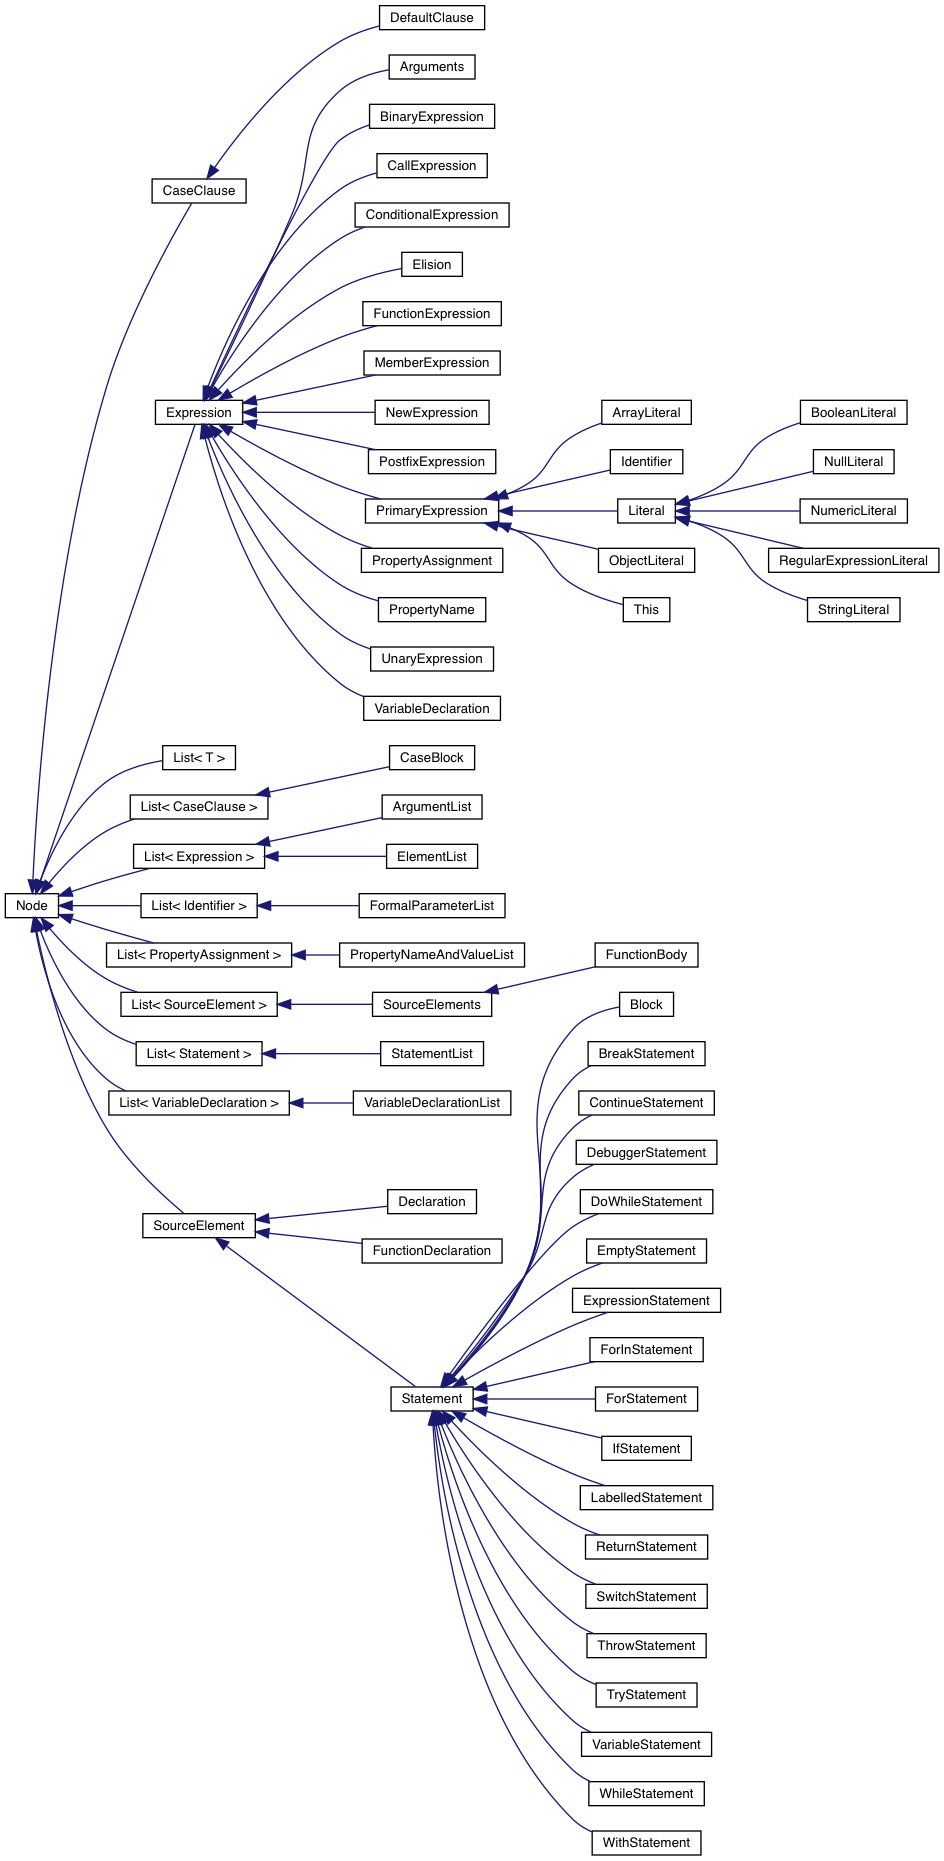 DefaultClause
Arguments
BinaryExpression
CallExpression
CaseClause
ConditionalExpression
Elision
FunctionExpression
MemberExpression
Expression
NewExpression
ArrayLiteral
BooleanLiteral
PostfixExpression
Identifier
NullLiteral
PrimaryExpression
Literal
NumericLiteral
PropertyAssignment
ObjectLiteral
RegularExpressionLiteral
PropertyName
This
StringLiteral
UnaryExpression
VariableDeclaration
List< T >
CaseBlock
List< CaseClause >
ArgumentList
List< Expression >
ElementList
Node
List< Identifier >
FormalParameterList
List< PropertyAssignment >
PropertyNameAndValueList
FunctionBody
List< SourceElement >
SourceElements
Block
List< Statement >
StatementList
BreakStatement
List< VariableDeclaration >
VariableDeclarationList
ContinueStatement
DebuggerStatement
Declaration
DoWhileStatement
SourceElement
FunctionDeclaration
EmptyStatement
ExpressionStatement
ForInStatement
Statement
ForStatement
IfStatement
LabelledStatement
ReturnStatement
SwitchStatement
ThrowStatement
TryStatement
VariableStatement
WhileStatement
WithStatement